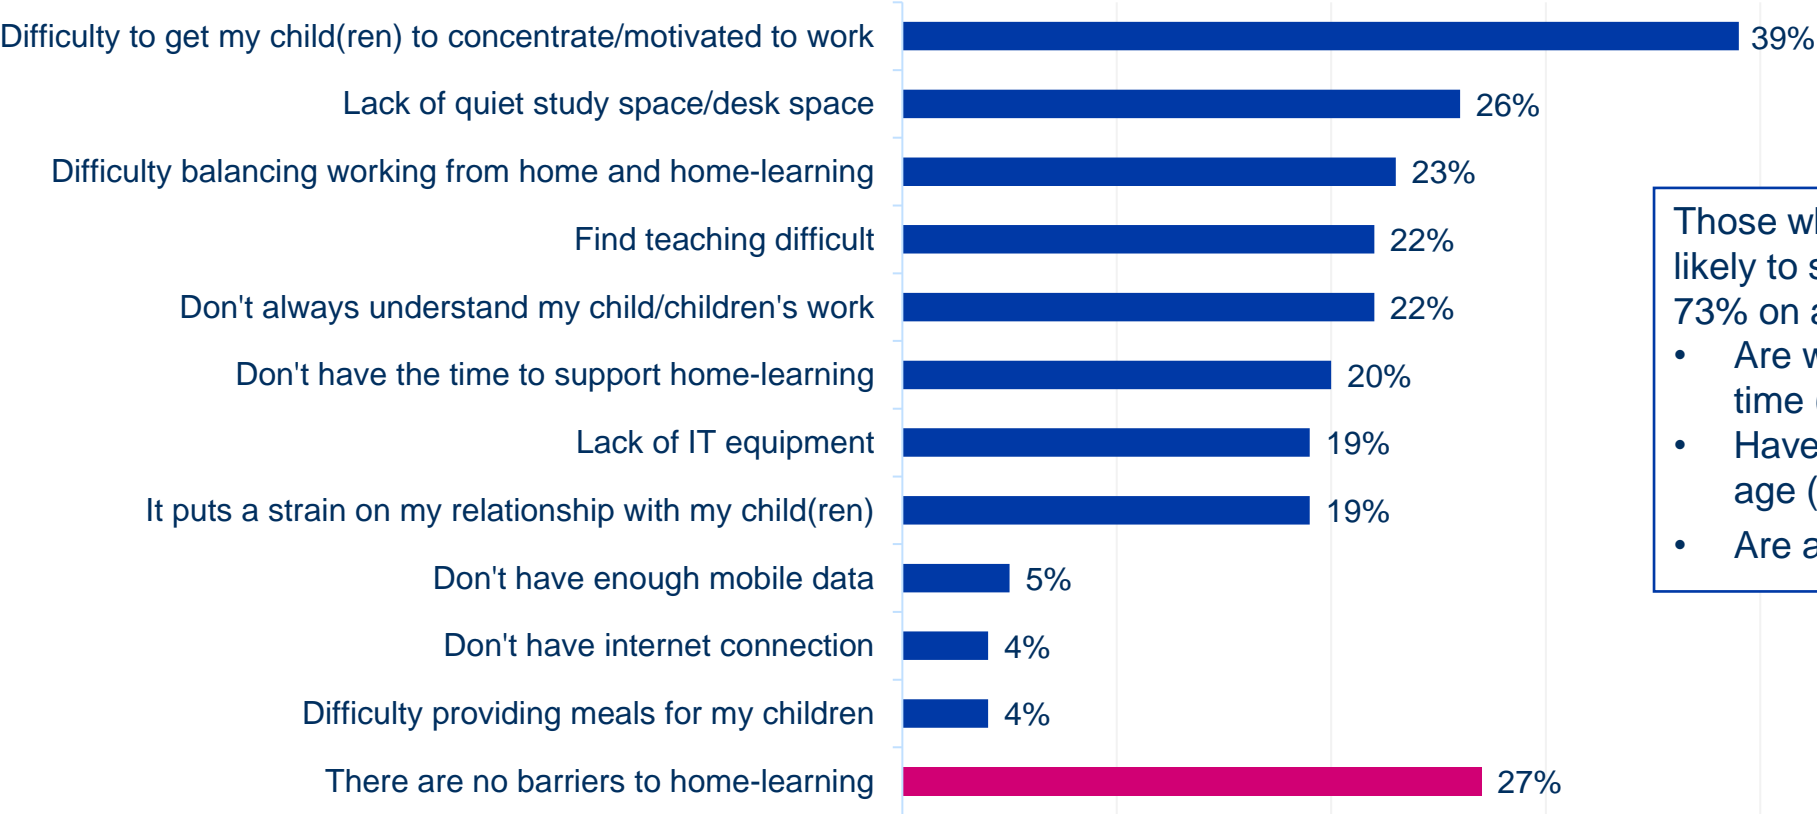 Difficulty to get my child(ren) to concentrate/motivated to work 39%
Lack of quiet study space/desk space 26%
Difficulty balancing working from home and home-learning 23%
Find teaching difficult 22%
Don't always understand my child/children's work 22%
Don't have the time to support home-learning 20%
Lack of IT equipment 19%
It puts a strain on my relationship with my child(ren) 19%
Don't have enough mobile data 5%
Don't have internet connection 4%
Difficulty providing meals for my children 4%
There are no barriers to home-learning 27%
Those
likely to
73% on
• Are
time
• Have
age (
• Are